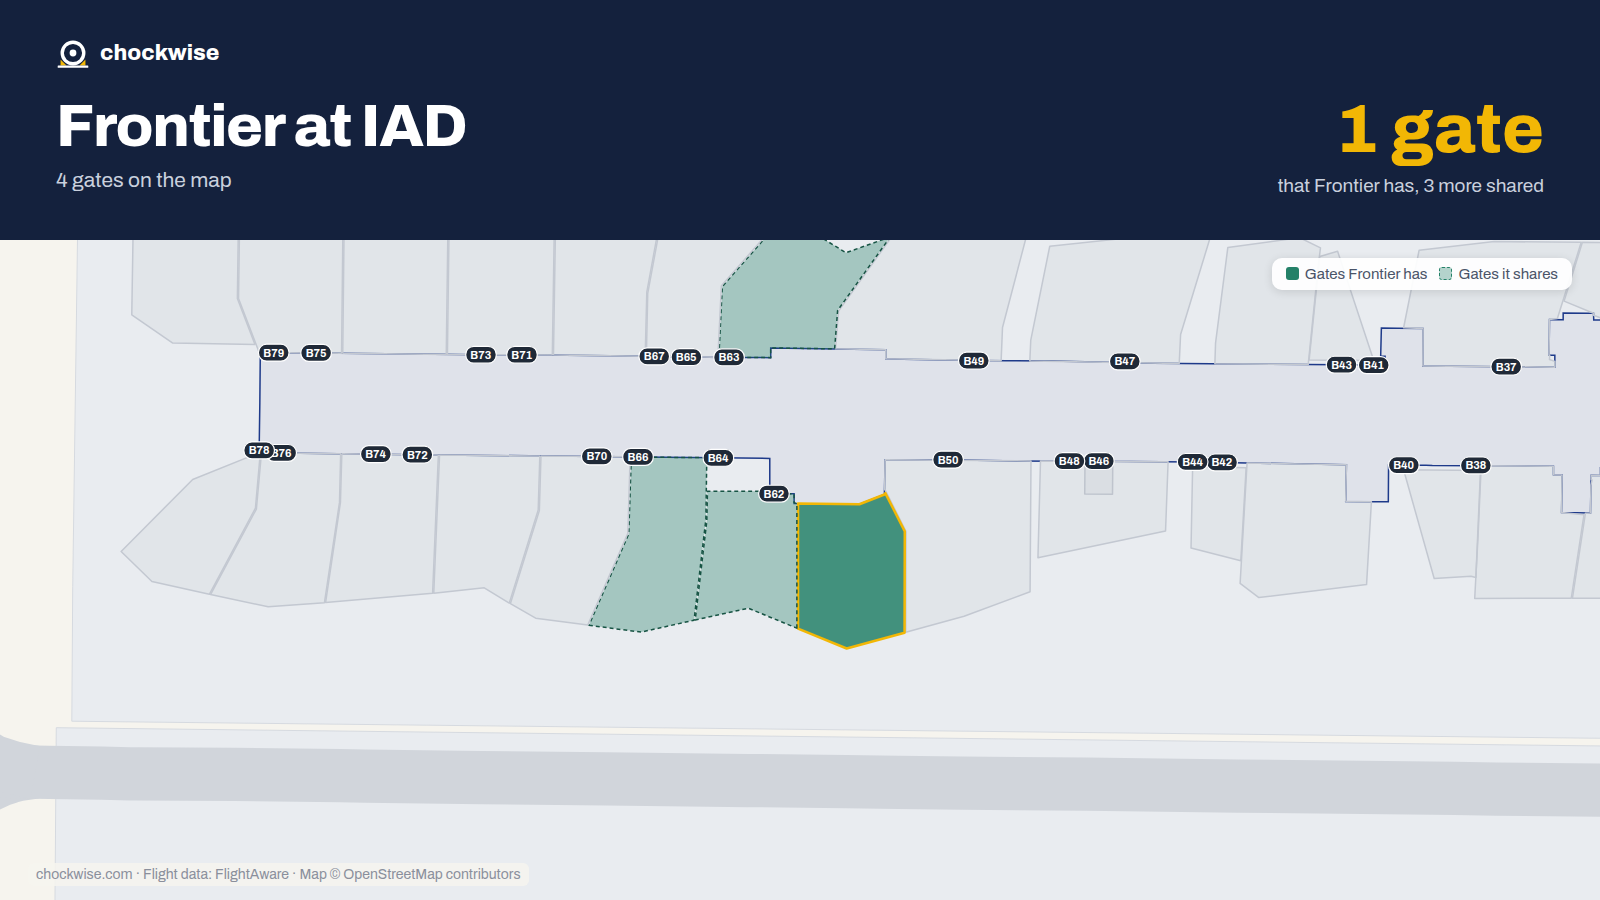 chockwise
Frontier at IAD
4 gates on the map
1 gate
that Frontier has, 3 more shared
Gates Frontier has
Gates it shares
B79 B75 B73 B71 B67 B65 B63 B49 B47 B43 B41 B37
B78 B76 B74 B72 B70 B66 B64 B62 B50 B48 B46 B44 B42 B40 B38
chockwise.com · Flight data: FlightAware · Map © OpenStreetMap contributors